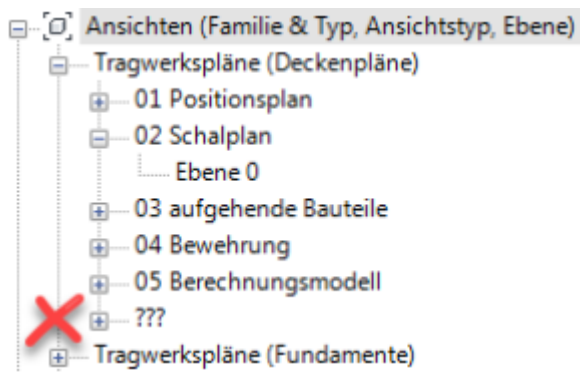 Ansichten (Familie & Typ, Ansichtstyp, Ebene)
Tragwerkspläne (Deckenpläne)
01 Positionsplan
02 Schalplan
Ebene 0
03 aufgehende Bauteile
04 Bewehrung
05 Berechnungsmodell
???
Tragwerkspläne (Fundamente)